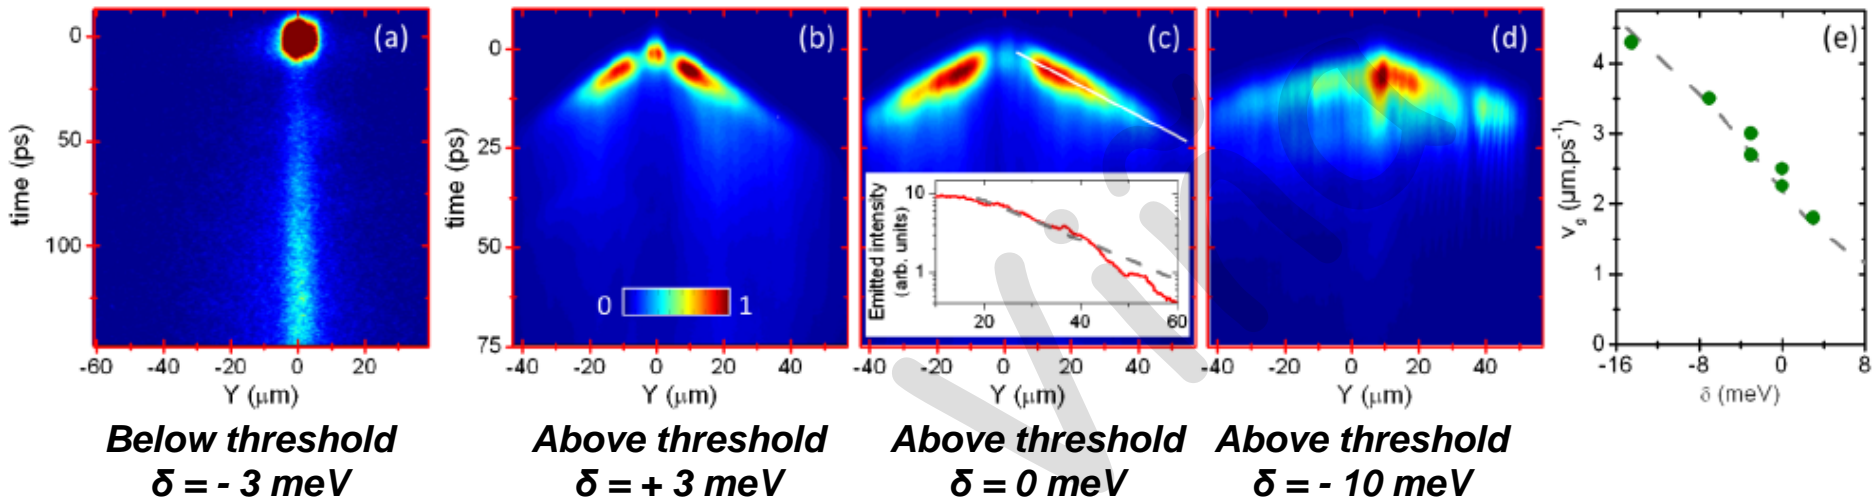 (a)
0
50
100
time (ps)
-60 -40 -20 0 20
Y (μm)
Below threshold
δ = - 3 meV
(b)
0
25
50
75
time (ps)
0 1
-40 -20 0 20 40
Y (μm)
Above threshold
δ = + 3 meV
(c)
Emitted intensity
(arb. units)
10
1
20 40 60
-40 -20 0 20 40
Y (μm)
Above threshold
δ = 0 meV
(d)
-40 -20 0 20 40
Y (μm)
Above threshold
δ = - 10 meV
(e)
4
3
2
1
0
Vg (μm.ps-1)
-16 -8 0 8
δ (meV)